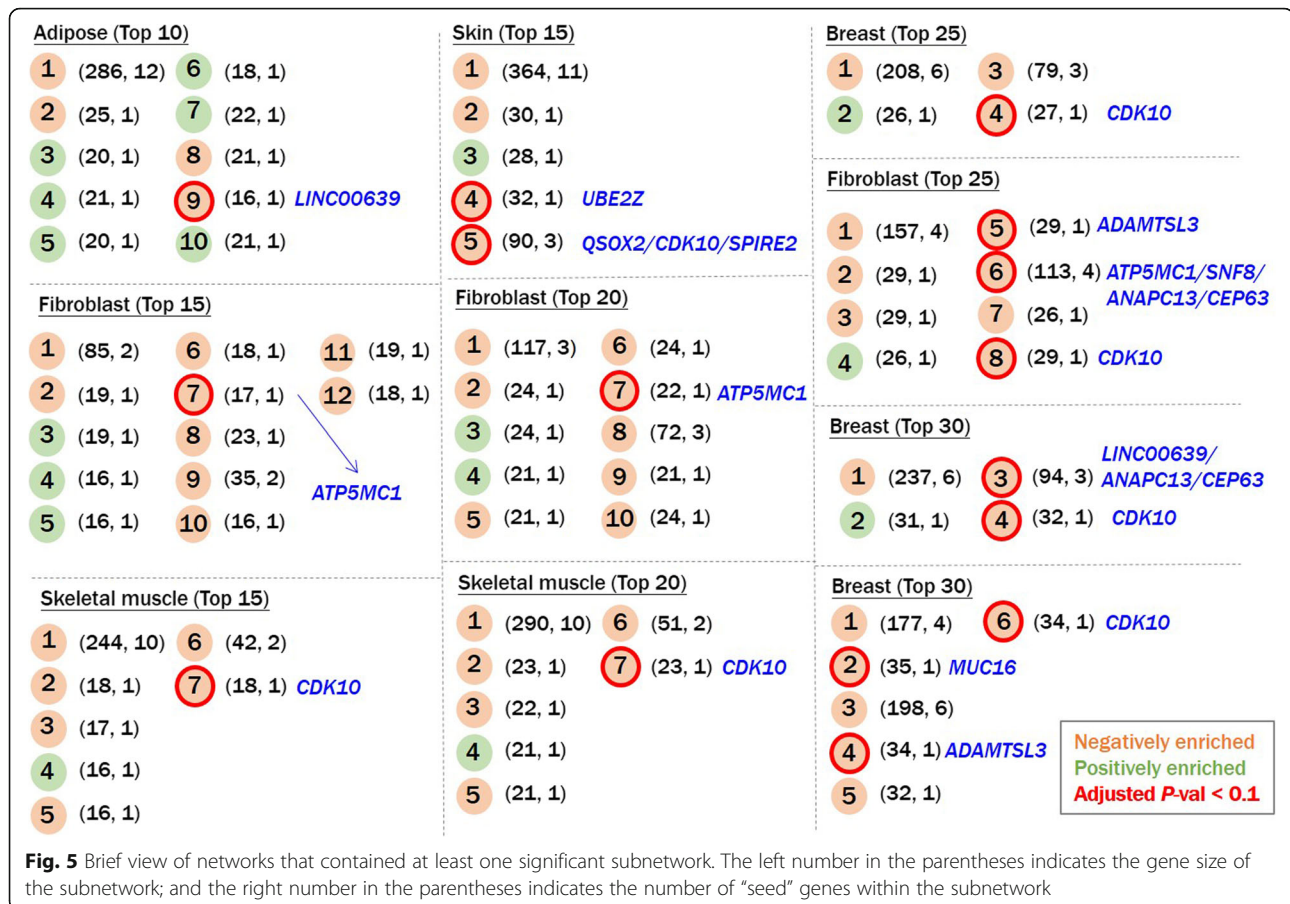 Adipose (Top 10)
1 (286, 12) 6 (18, 1)
2 (25, 1) 7 (22, 1)
3 (20, 1) 8 (21, 1)
4 (21, 1) 9 (16, 1) LINC00639
5 (20, 1) 10 (21, 1)
Skin (Top 15)
1 (364, 11)
2 (30, 1)
3 (28, 1)
4 (32, 1) UBE2Z
5 (90, 3) QSOX2/CDK10/SPIRE2
Breast (Top 25)
1 (208, 6) 3 (79, 3)
2 (26, 1) 4 (27, 1) CDK10
Fibroblast (Top 15)
1 (85, 2) 6 (18, 1) 11 (19, 1)
2 (19, 1) 7 (17, 1) 12 (18, 1)
3 (19, 1) 8 (23, 1)
4 (16, 1) 9 (35, 2) ATP5MC1
5 (16, 1) 10 (16, 1)
Fibroblast (Top 20)
1 (117, 3) 6 (24, 1)
2 (24, 1) 7 (22, 1) ATP5MC1
3 (24, 1) 8 (72, 3)
4 (21, 1) 9 (21, 1)
5 (21, 1) 10 (24, 1)
Fibroblast (Top 25)
1 (157, 4) 5 (29, 1) ADAMTSL3
2 (29, 1) 6 (113, 4) ATP5MC1/SNF8/
ANAPC13/CEP63
3 (29, 1) 7 (26, 1)
4 (26, 1) 8 (29, 1) CDK10
Breast (Top 30)
LINC00639/
1 (237, 6) 3 (94, 3) ANAPC13/CEP63
2 (31, 1) 4 (32, 1) CDK10
Skeletal muscle (Top 15)
1 (244, 10) 6 (42, 2)
2 (18, 1) 7 (18, 1) CDK10
3 (17, 1)
4 (16, 1)
5 (16, 1)
Skeletal muscle (Top 20)
1 (290, 10) 6 (51, 2)
2 (23, 1) 7 (23, 1) CDK10
3 (22, 1)
4 (21, 1)
5 (21, 1)
Breast (Top 30)
1 (177, 4) 6 (34, 1) CDK10
2 (35, 1) MUC16
3 (198, 6)
4 (34, 1) ADAMTSL3
5 (32, 1)
Negatively enriched
Positively enriched
Adjusted P-val < 0.1
Fig. 5 Brief view of networks that contained at least one significant subnetwork. The left number in the parentheses indicates the gene size of
the subnetwork; and the right number in the parentheses indicates the number of “seed” genes within the subnetwork